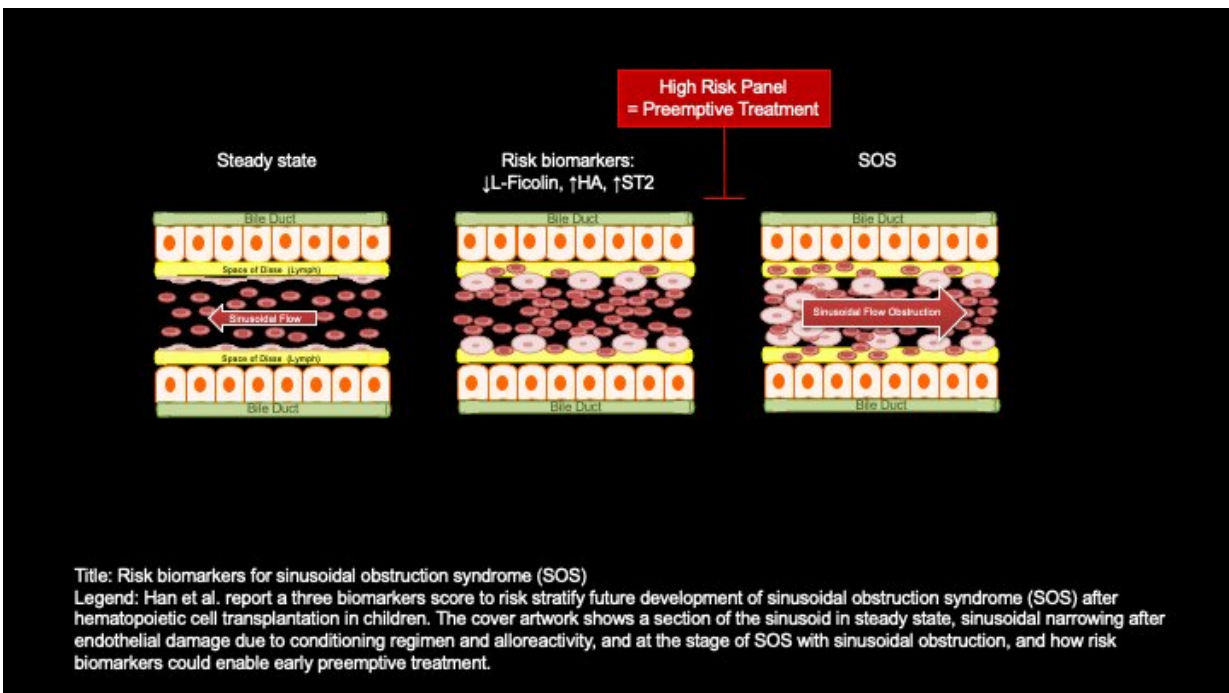 High Risk Panel
= Preemptive Treatment
Steady state
Risk biomarkers:
↓L-Ficolin, ↑HA, ↑ST2
SOS
Bile Duct
Bile Duct
Bile Duct
Space of Disse (Lymph)
Sinusoidal Flow
Sinusoidal Flow Obstruction
Space of Disse (Lymph)
Bile Duct
Bile Duct
Bile Duct
Title: Risk biomarkers for sinusoidal obstruction syndrome (SOS)
Legend: Han et al. report a three biomarkers score to risk stratify future development of sinusoidal obstruction syndrome (SOS) after
hematopoietic cell transplantation in children. The cover artwork shows a section of the sinusoid in steady state, sinusoidal narrowing after
endothelial damage due to conditioning regimen and alloreactivity, and at the stage of SOS with sinusoidal obstruction, and how risk
biomarkers could enable early preemptive treatment.